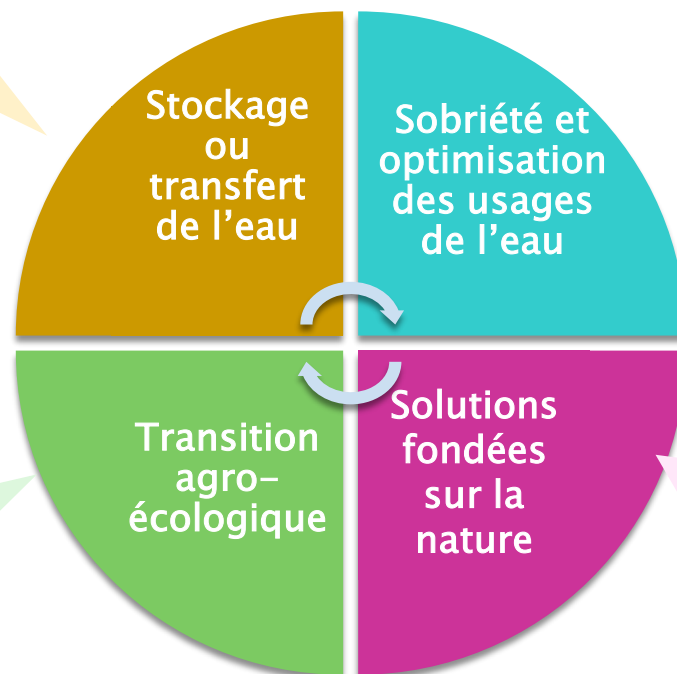 Stockage
ou
transfert
de l’eau
Sobriété et
optimisation
des usages
de l’eau
Transition
agro-
écologique
Solutions
fondées
sur la
nature